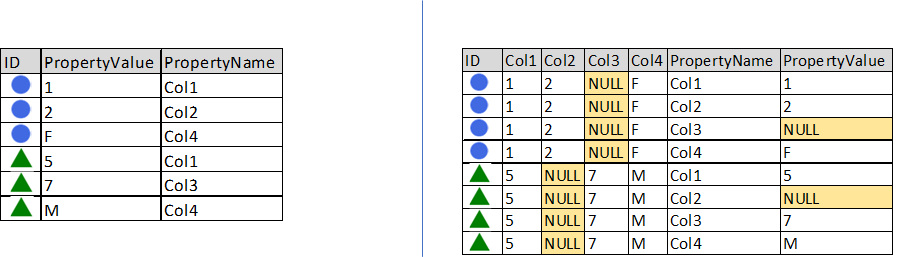 ID PropertyValue PropertyName
1 Col1
2 Col2
F Col4
5 Col1
7 Col3
M Col4
ID Col1 Col2 Col3 Col4 PropertyName PropertyValue
1 2 NULL F Col1 1
1 2 NULL F Col2 2
1 2 NULL F Col3 NULL
1 2 NULL F Col4 F
5 NULL 7 M Col1 5
5 NULL 7 M Col2 NULL
5 NULL 7 M Col3 7
5 NULL 7 M Col4 M